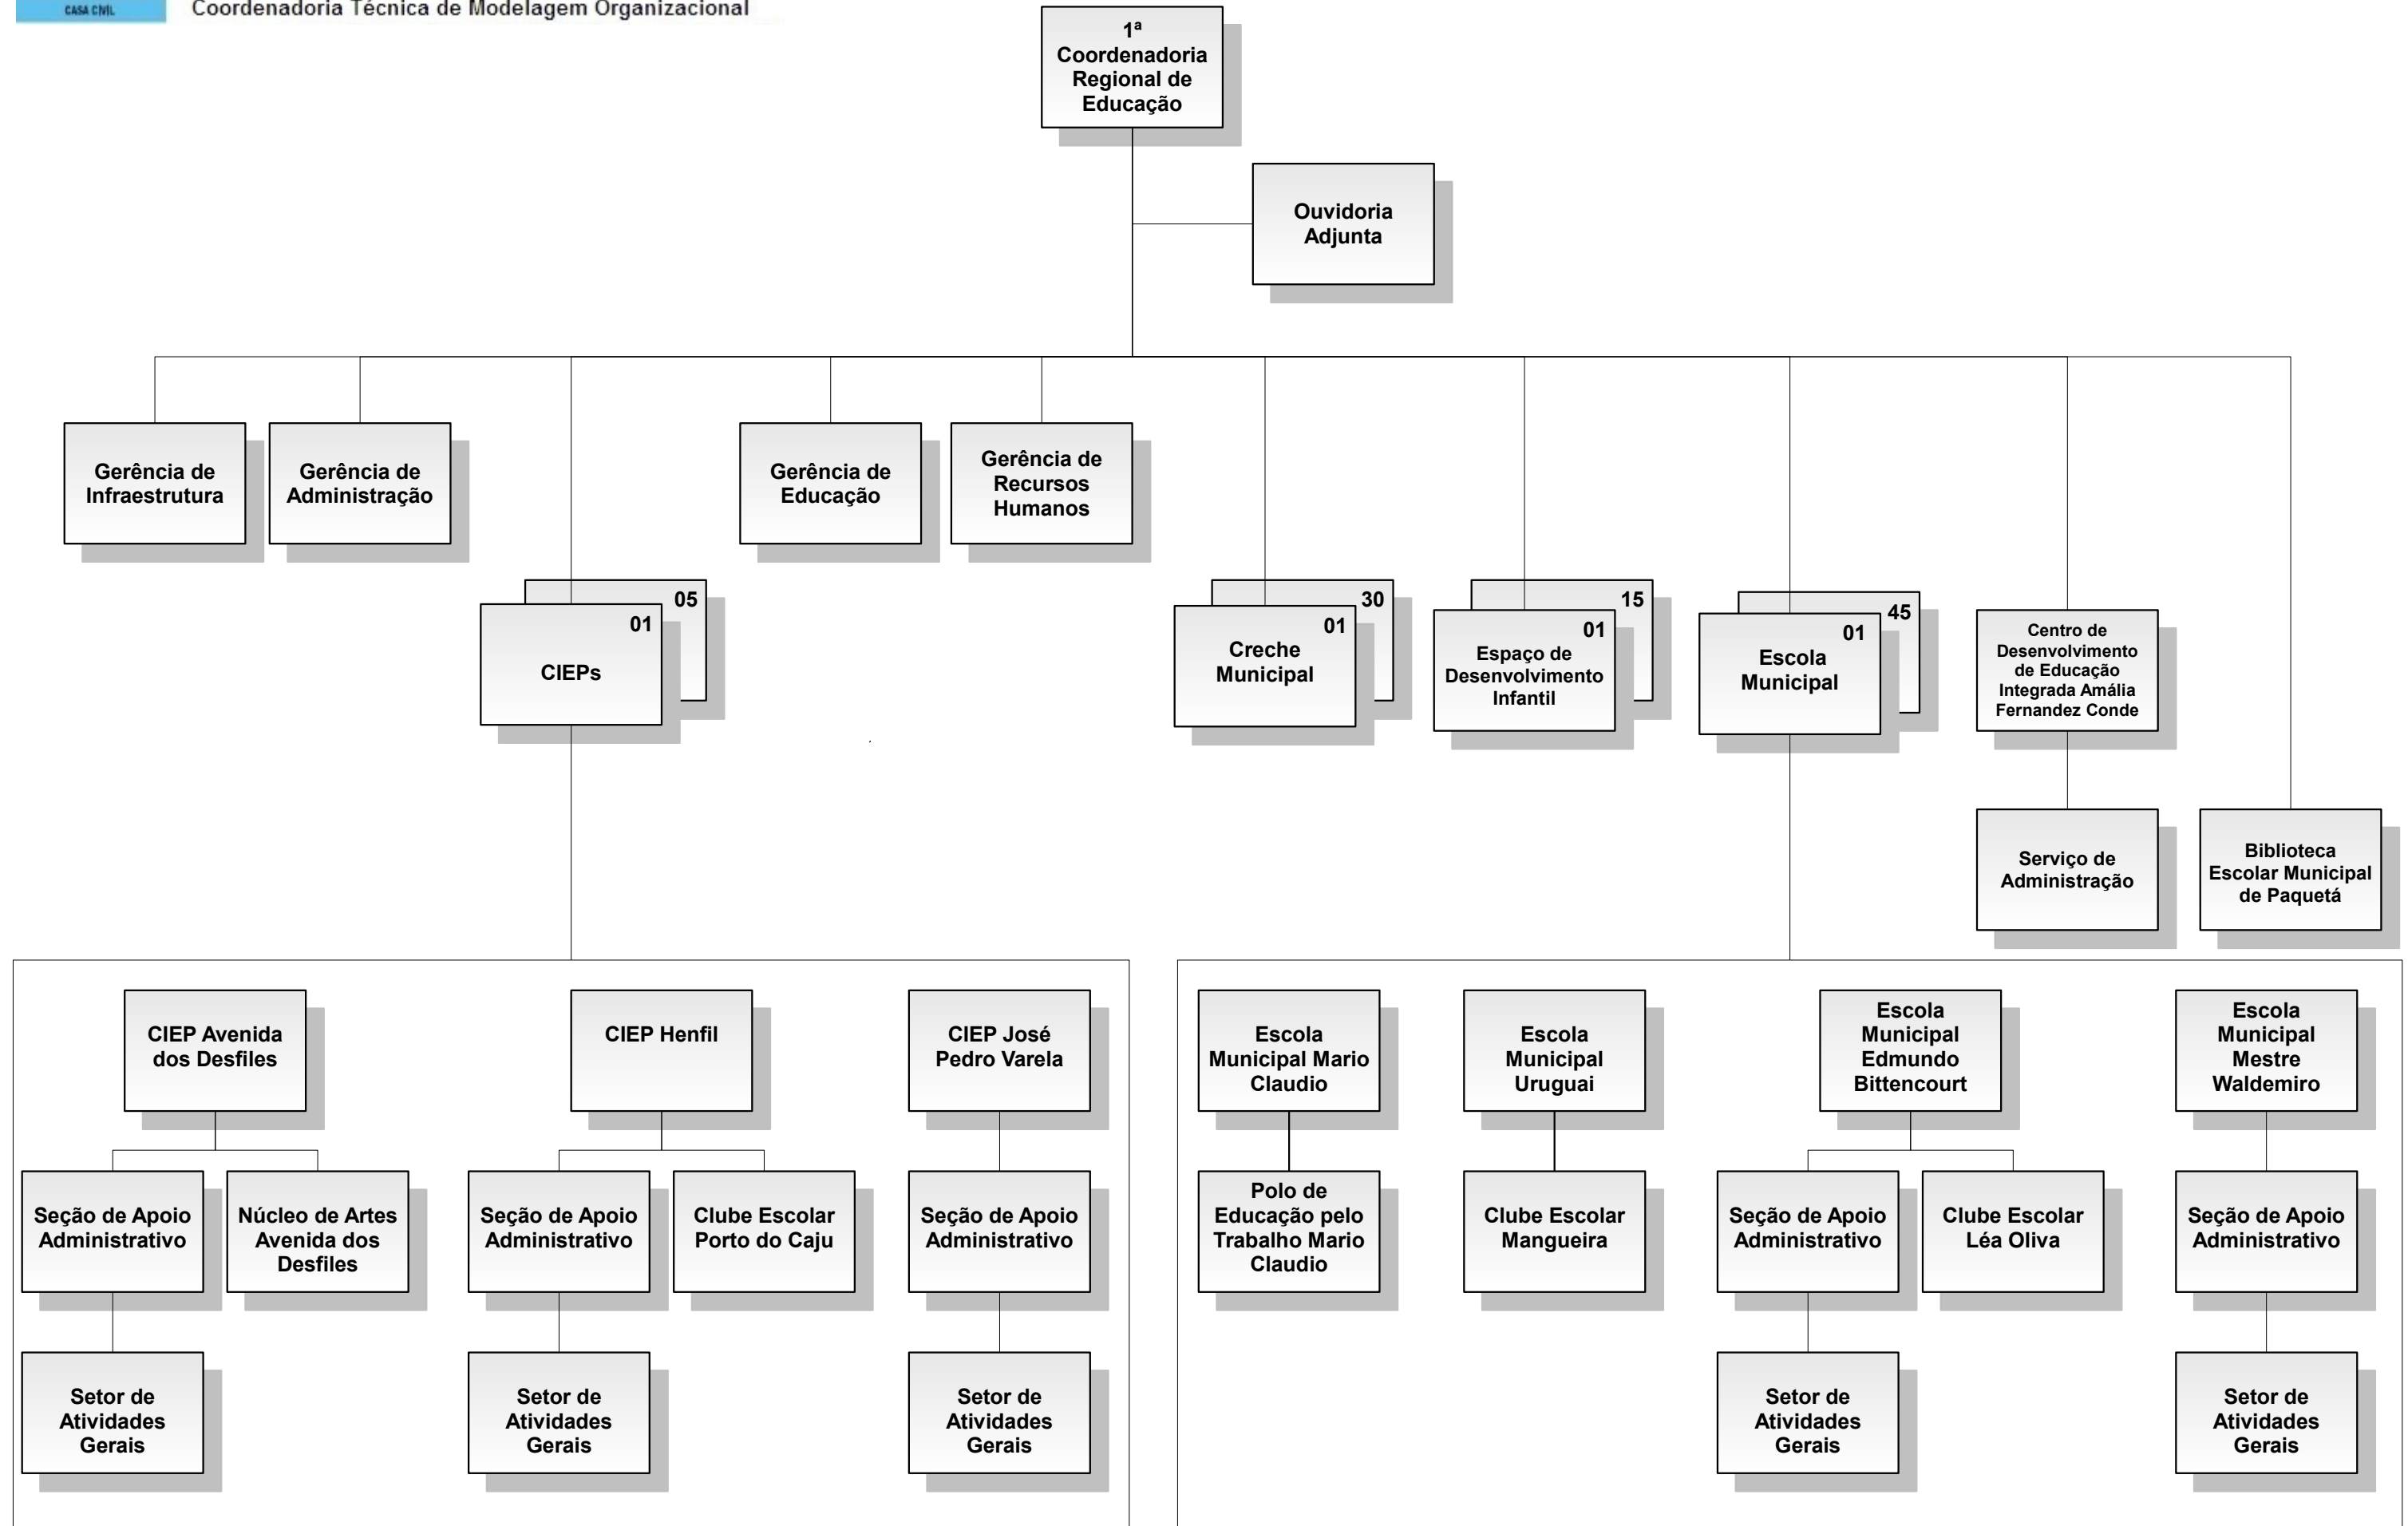 CASA CIVIL
Coordenadoria Técnica de Modelagem Organizacional
1ª
Coordenadoria
Regional de
Educação
Ouvidoria
Adjunta
Gerência de
Infraestrutura
Gerência de
Administração
Gerência de
Educação
Gerência de
Recursos
Humanos
05
01
CIEPs
30
01
Creche
Municipal
15
01
Espaço de
Desenvolvimento
Infantil
45
01
Escola
Municipal
Centro de
Desenvolvimento
de Educação
Integrada Amália
Fernandez Conde
Serviço de
Administração
Biblioteca
Escolar Municipal
de Paquetá
CIEP Avenida
dos Desfiles
CIEP Henfil
CIEP José
Pedro Varela
Escola
Municipal Mario
Claudio
Escola
Municipal
Uruguai
Escola
Municipal
Edmundo
Bittencourt
Escola
Municipal
Mestre
Waldemiro
Seção de Apoio
Administrativo
Núcleo de Artes
Avenida dos
Desfiles
Seção de Apoio
Administrativo
Clube Escolar
Porto do Caju
Seção de Apoio
Administrativo
Polo de
Educação pelo
Trabalho Mario
Claudio
Clube Escolar
Mangueira
Seção de Apoio
Administrativo
Clube Escolar
Léa Oliva
Seção de Apoio
Administrativo
Setor de
Atividades
Gerais
Setor de
Atividades
Gerais
Setor de
Atividades
Gerais
Setor de
Atividades
Gerais
Setor de
Atividades
Gerais